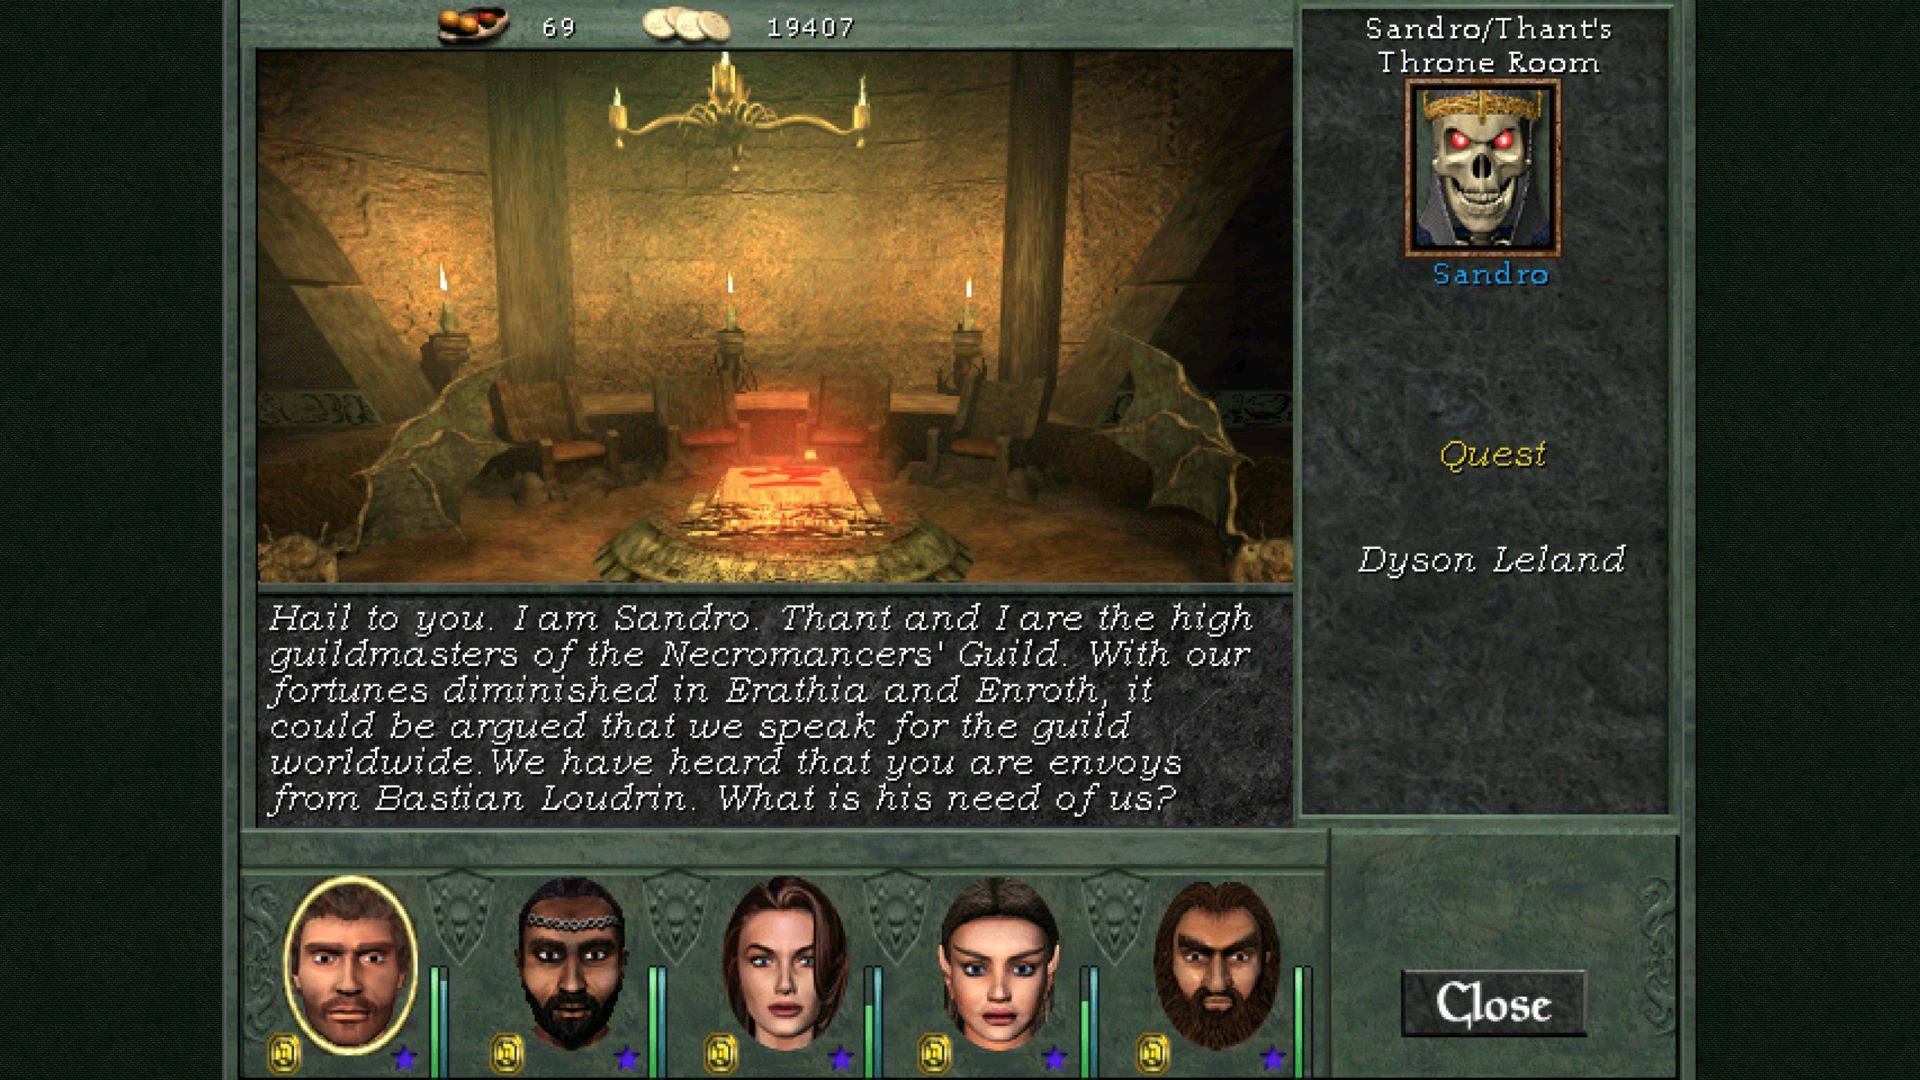 69
19407
Sandro/Thant's
Throne Room
Sandro
Quest
Dyson Leland
Hail to you. I am Sandro. Thant and I are the high
guildmasters of the Necromancers' Guild. With our
fortunes diminished in Erathia and Enroth, it
could be argued that we speak for the guild
worldwide.We have heard that you are envoys
from Bastian Loudrin. What is his need of us?
Close